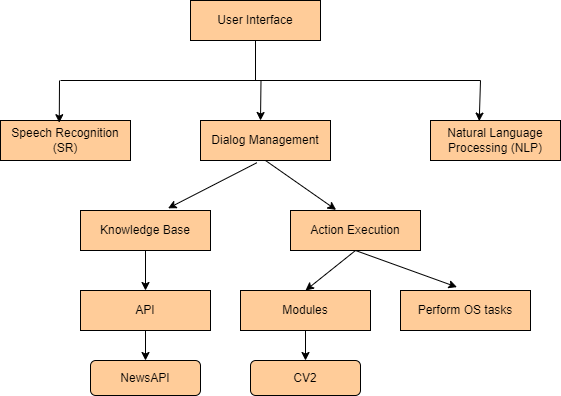 User Interface
Speech Recognition
(SR)
Dialog Management
Natural Language
Processing (NLP)
Knowledge Base
Action Execution
API
Modules
Perform OS tasks
NewsAPI
CV2